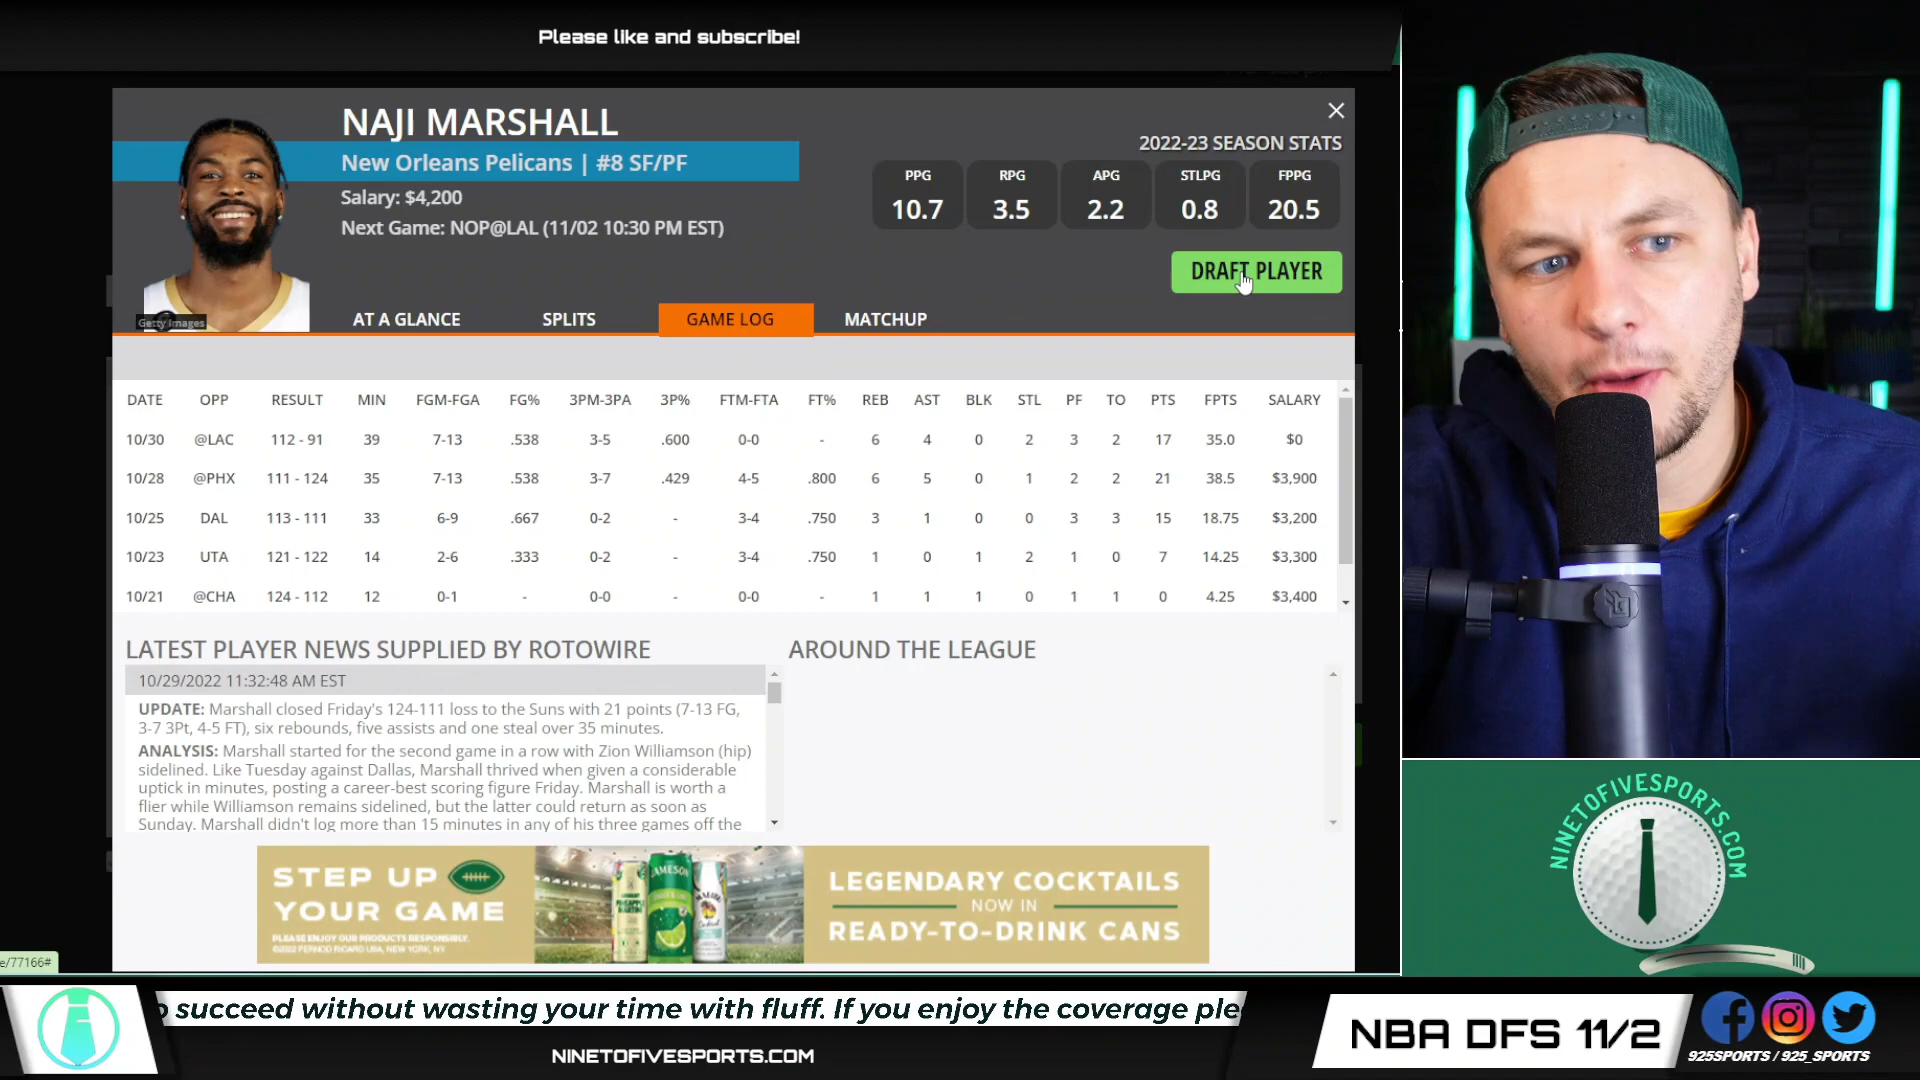 Please like and subscribe!
NAJI MARSHALL
New Orleans Pelicans | #8 SF/PF
Salary: $4,200
Next Game: NOP@LAL (11/02 10:30 PM EST)
2022-23 SEASON STATS
PPG RPG APG STLPG FPPG
10.7 3.5 2.2 0.8 20.5
DRAFT PLAYER
Getty Images
AT A GLANCE SPLITS GAME LOG MATCHUP
DATE OPP RESULT MIN FGM-FGA FG% 3PM-3PA 3P% FTM-FTA FT% REB AST BLK STL PF TO PTS FPTS SALARY
10/30 @LAC 112 - 91 39 7-13 .538 3-5 .600 0-0 - 6 4 0 2 3 2 17 35.0 $0
10/28 @PHX 111 - 124 35 7-13 .538 3-7 .429 4-5 .800 6 5 0 1 2 2 21 38.5 $3,900
10/25 DAL 113 - 111 33 6-9 .667 0-2 - 3-4 .750 3 1 0 0 3 3 15 18.75 $3,200
10/23 UTA 121 - 122 14 2-6 .333 0-2 - 3-4 .750 1 0 1 2 1 0 7 14.25 $3,300
10/21 @CHA 124 - 112 12 0-1 - 0-0 - 0-0 - 1 1 1 0 1 1 0 4.25 $3,400
LATEST PLAYER NEWS SUPPLIED BY ROTOWIRE
AROUND THE LEAGUE
10/29/2022 11:32:48 AM EST
UPDATE: Marshall closed Friday's 124-111 loss to the Suns with 21 points (7-13 FG,
3-7 3Pt, 4-5 FT), six rebounds, five assists and one steal over 35 minutes.
ANALYSIS: Marshall started for the second game in a row with Zion Williamson (hip)
sidelined. Like Tuesday against Dallas, Marshall thrived when given a considerable
uptick in minutes, posting a career-best scoring figure Friday. Marshall is worth a
flier while Williamson remains sidelined, but the latter could return as soon as
Sunday. Marshall didn't log more than 15 minutes in any of his three games off the
STEP UP
YOUR GAME
PLEASE ENJOY OUR PRODUCTS RESPONSIBLY.
©2022 PERNOD RICARD USA, NEW YORK, NY
JAMESON
LEGENDARY COCKTAILS
NOW IN
READY-TO-DRINK CANS
NINETOFIVESPORTS.COM
e/77166#
o succeed without wasting your time with fluff. If you enjoy the coverage ple
NINETOFIVESPORTS.COM
NBA DFS 11/2
925SPORTS / 925_SPORTS